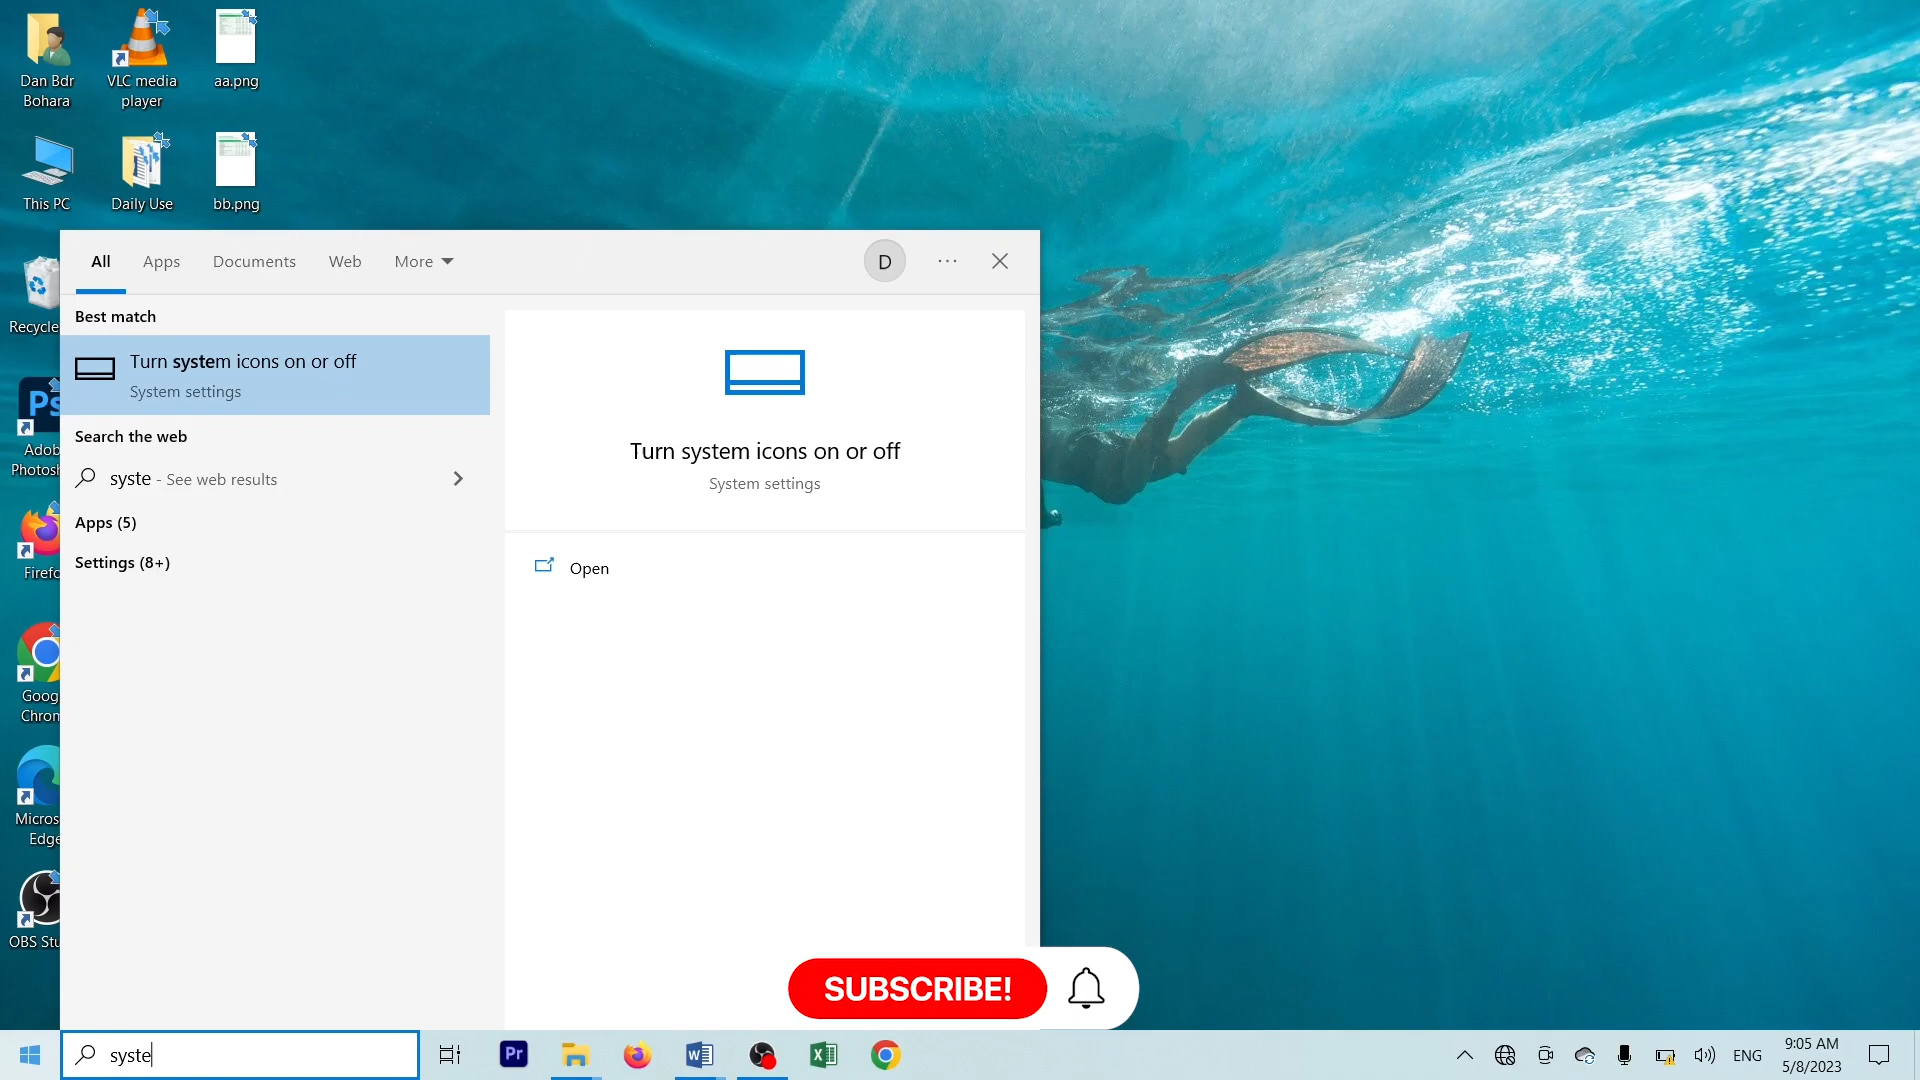 Dan Bdr
Bohara
VLC media
player
aa.png
This PC
Daily Use
bb.png
Recycle
Ps
Adob
Photosh
Firefo
Goog
Chrom
Micros
Edge
OBS Stu
All
Apps
Documents
Web
More
D
Best match
Turn system icons on or off
System settings
Search the web
syste - See web results
Apps (5)
Settings (8+)
Turn system icons on or off
System settings
Open
SUBSCRIBE!
syste
Pr
W
X
ENG
9:05 AM
5/8/2023